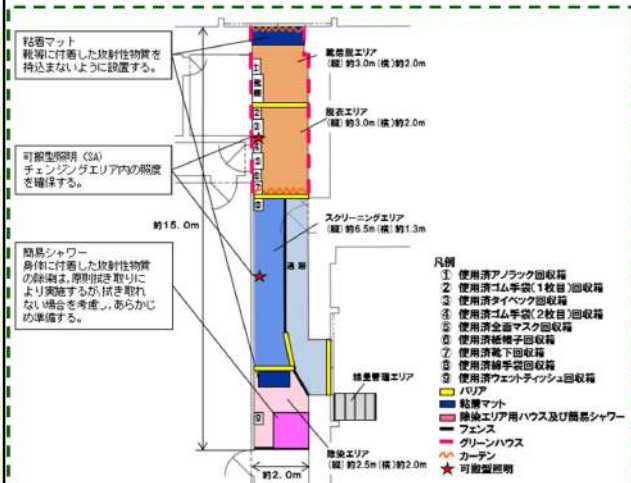 粘着マット
靴等に付着した放射性物質を
持込まないように設置する。
可搬型照明（SA）
チェンジングエリア内の照度
を確保する。
約15.0m
簡易シャワー
身体に付着した放射性物質
の除染は、原則拭き取りに
より実施するが、拭き取れ
ない場合を考慮し、あらかじ
め準備する。
靴着脱エリア
(縦)約3.0m(横)約2.0m
脱衣エリア
(縦)約3.0m(横)約2.0m
スクリーニングエリア
(縦)約6.5m(横)約1.3m
通路
除染エリア
(縦)約2.5m(横)約2.0m
約2.0m
①
②
③
⑤
⑥
⑦
⑨
⑨
凡例
① 使用済アノラック回収箱
② 使用済ゴム手袋(1枚目)回収箱
③ 使用済タイベック回収箱
④ 使用済ゴム手袋(2枚目)回収箱
⑤ 使用済全面マスク回収箱
⑥ 使用済紙帽子回収箱
⑦ 使用済靴下回収箱
⑧ 使用済綿手袋回収箱
⑨ 使用済ウェットティッシュ回収箱
バリア
粘着マット
除染エリア用ハウス及び簡易シャワー
フェンス
グリーンハウス
カーテン
可搬型照明